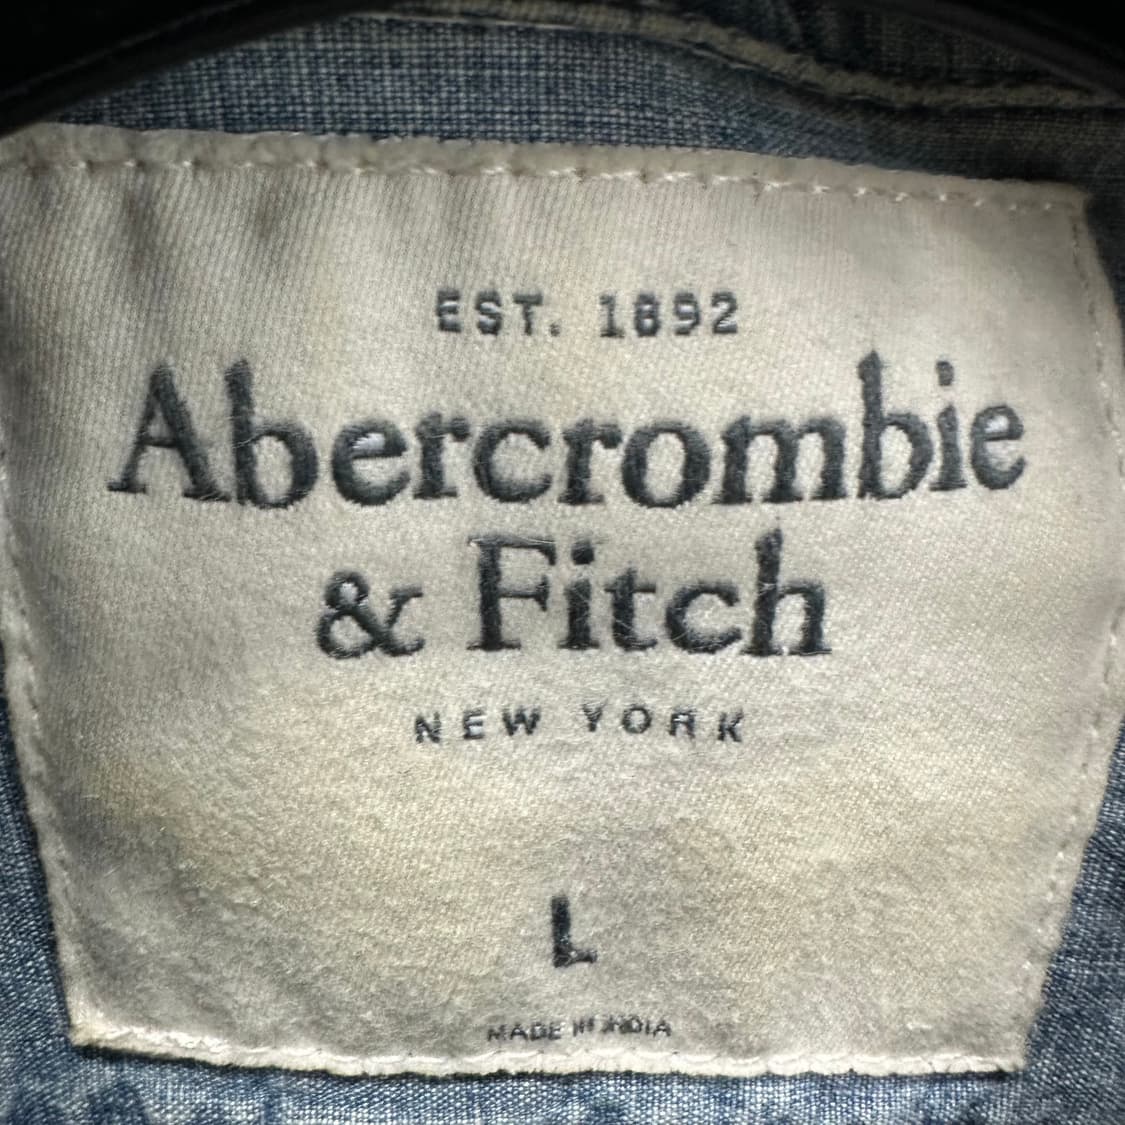 EST. 1892
Abercrombie
& Fitch
NEW YORK
L
MADE IN INDIA